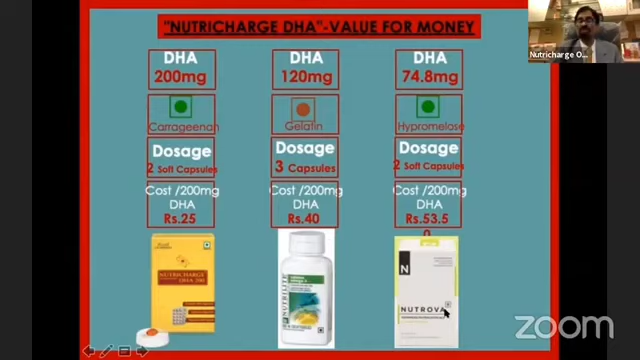 "NUTRICHARGE DHA"-VALUE FOR MONEY
Nutricharge O...
DHA
200mg
DHA
120mg
DHA
74.8mg
Carrageenan
Gelatin
Hypromelose
Dosage
2 Soft Capsules
Dosage
3 Capsules
Dosage
2 Soft Capsules
Cost /200mg
DHA
Rs.25
Cost /200mg
DHA
Rs.40
Cost /200mg
DHA
Rs.53.5
0
NUTRICHARGE
DHA 200
NUTRILITE
N
NUTROVA
zoom